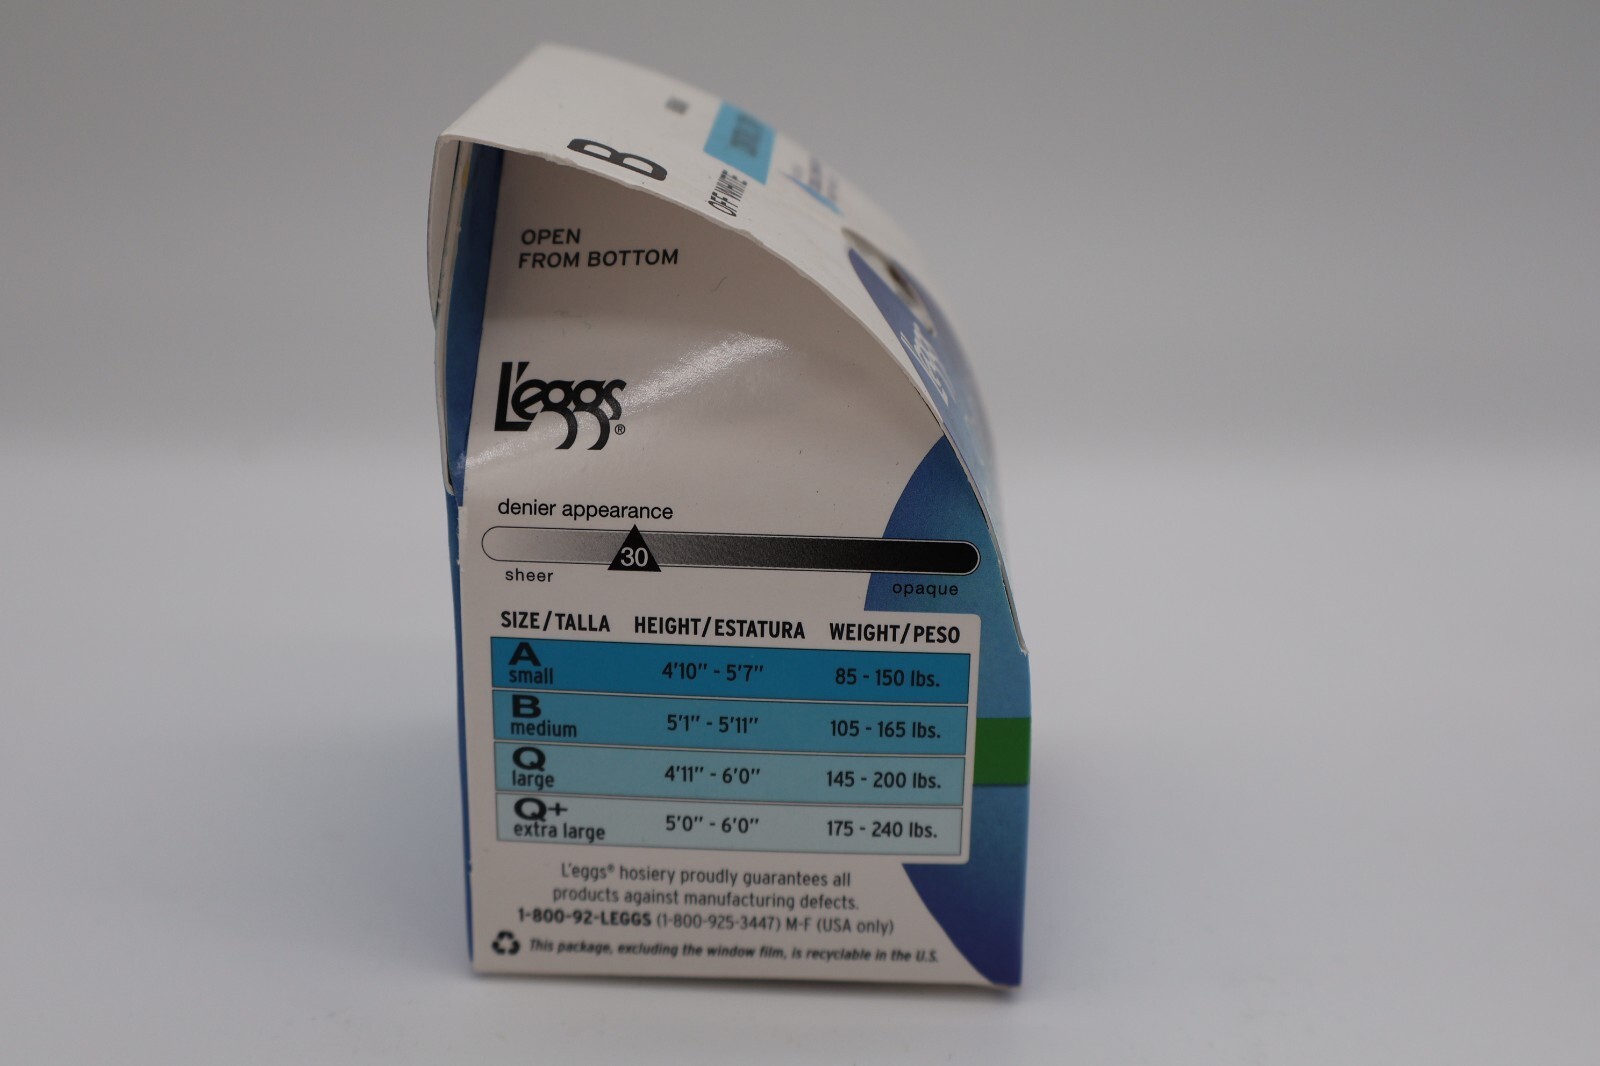 B
OFF WHITE
OPEN
FROM BOTTOM
L'eggs®
L'eggs
denier appearance
30
sheer
opaque
SIZE/TALLA HEIGHT/ESTATURA WEIGHT/PESO
A
small 4'10" - 5'7" 85 - 150 lbs.
B
medium 5'1" - 5'11" 105 - 165 lbs.
Q
large 4'11" - 6'0" 145 - 200 lbs.
Q+
extra large 5'0" - 6'0" 175 - 240 lbs.
L'eggs® hosiery proudly guarantees all
products against manufacturing defects.
1-800-92-LEGGS (1-800-925-3447) M-F (USA only)
This package, excluding the window film, is recyclable in the U.S.